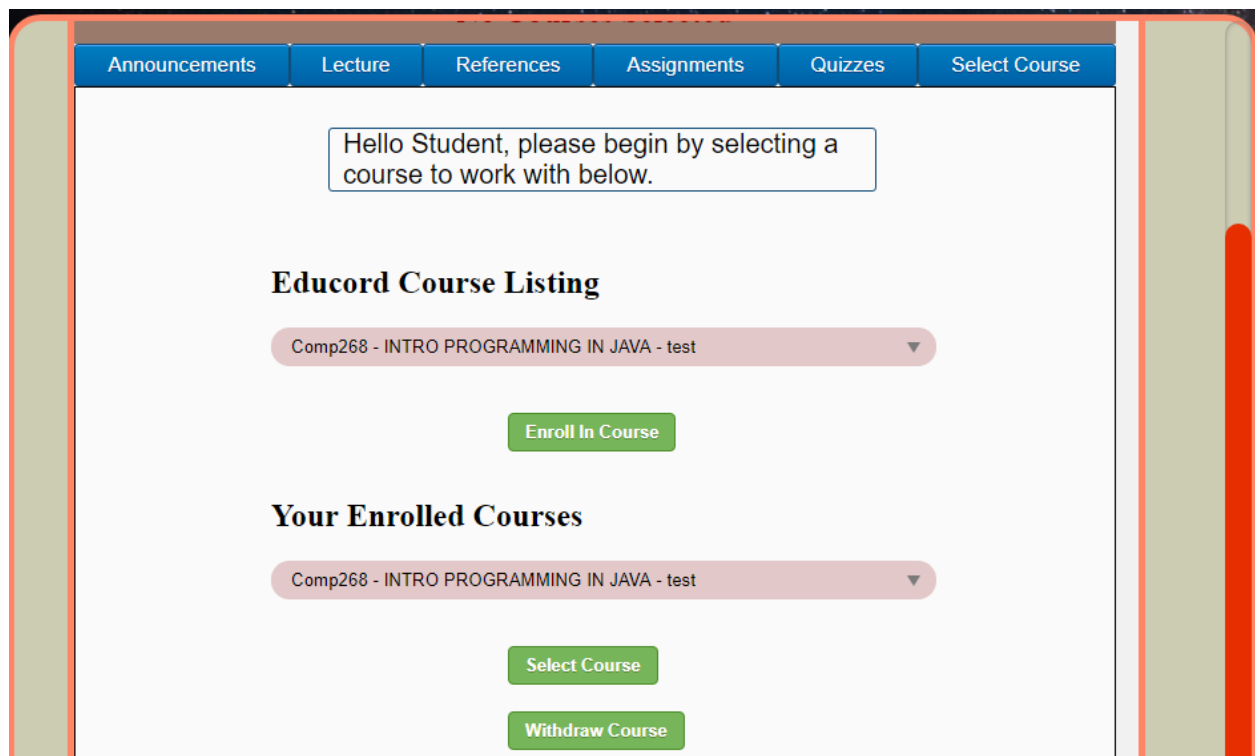 Announcements Lecture References Assignments Quizzes Select Course
Hello Student, please begin by selecting a
course to work with below.
Educord Course Listing
Comp268 - INTRO PROGRAMMING IN JAVA - test
Enroll In Course
Your Enrolled Courses
Comp268 - INTRO PROGRAMMING IN JAVA - test
Select Course
Withdraw Course